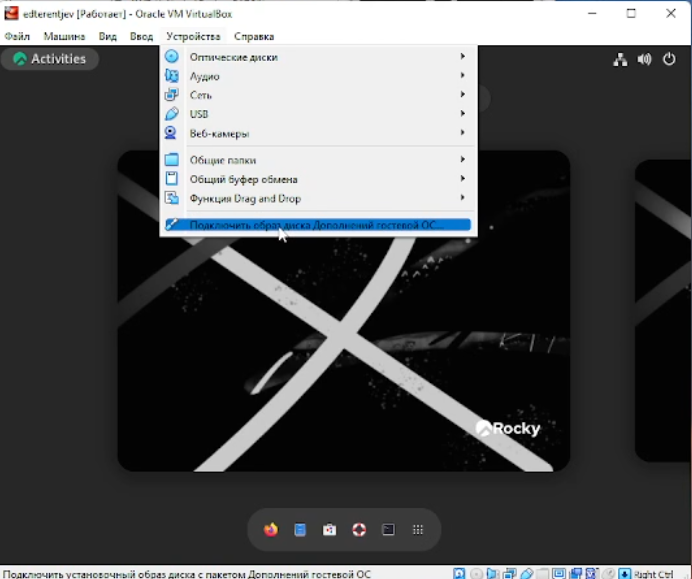 edterentjev [Работает] - Oracle VM VirtualBox
Файл Машина Вид Ввод Устройства Справка
Activities
Оптические диски
Аудио
Сеть
USB
Веб-камеры
Общие папки
Общий буфер обмена
Функция Drag and Drop
Подключить образ диска Дополнений гостевой ОС...
Rocky
Подключить установочный образ диска с пакетом Дополнений гостевой ОС
Right Ctrl